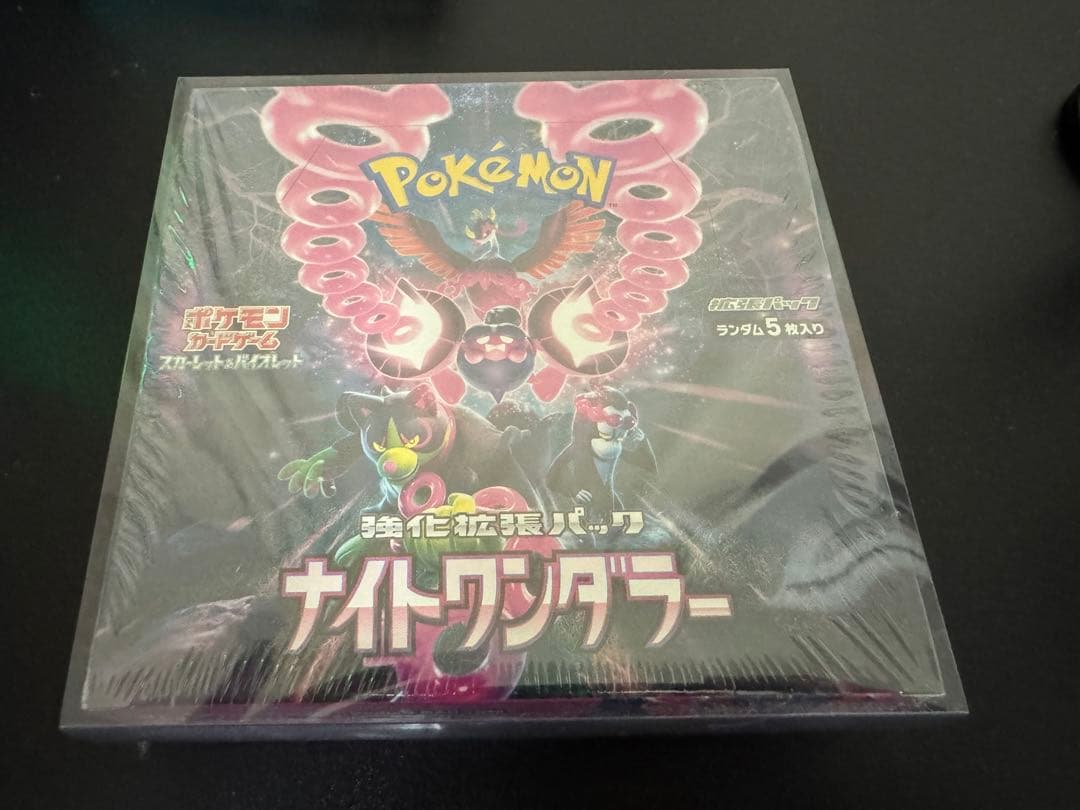 POKéMON
TM
ポケモン
カードゲーム
スカーレット&バイオレット
拡張パック
ランダム5枚入り
強化拡張パック
ナイトワンダラー